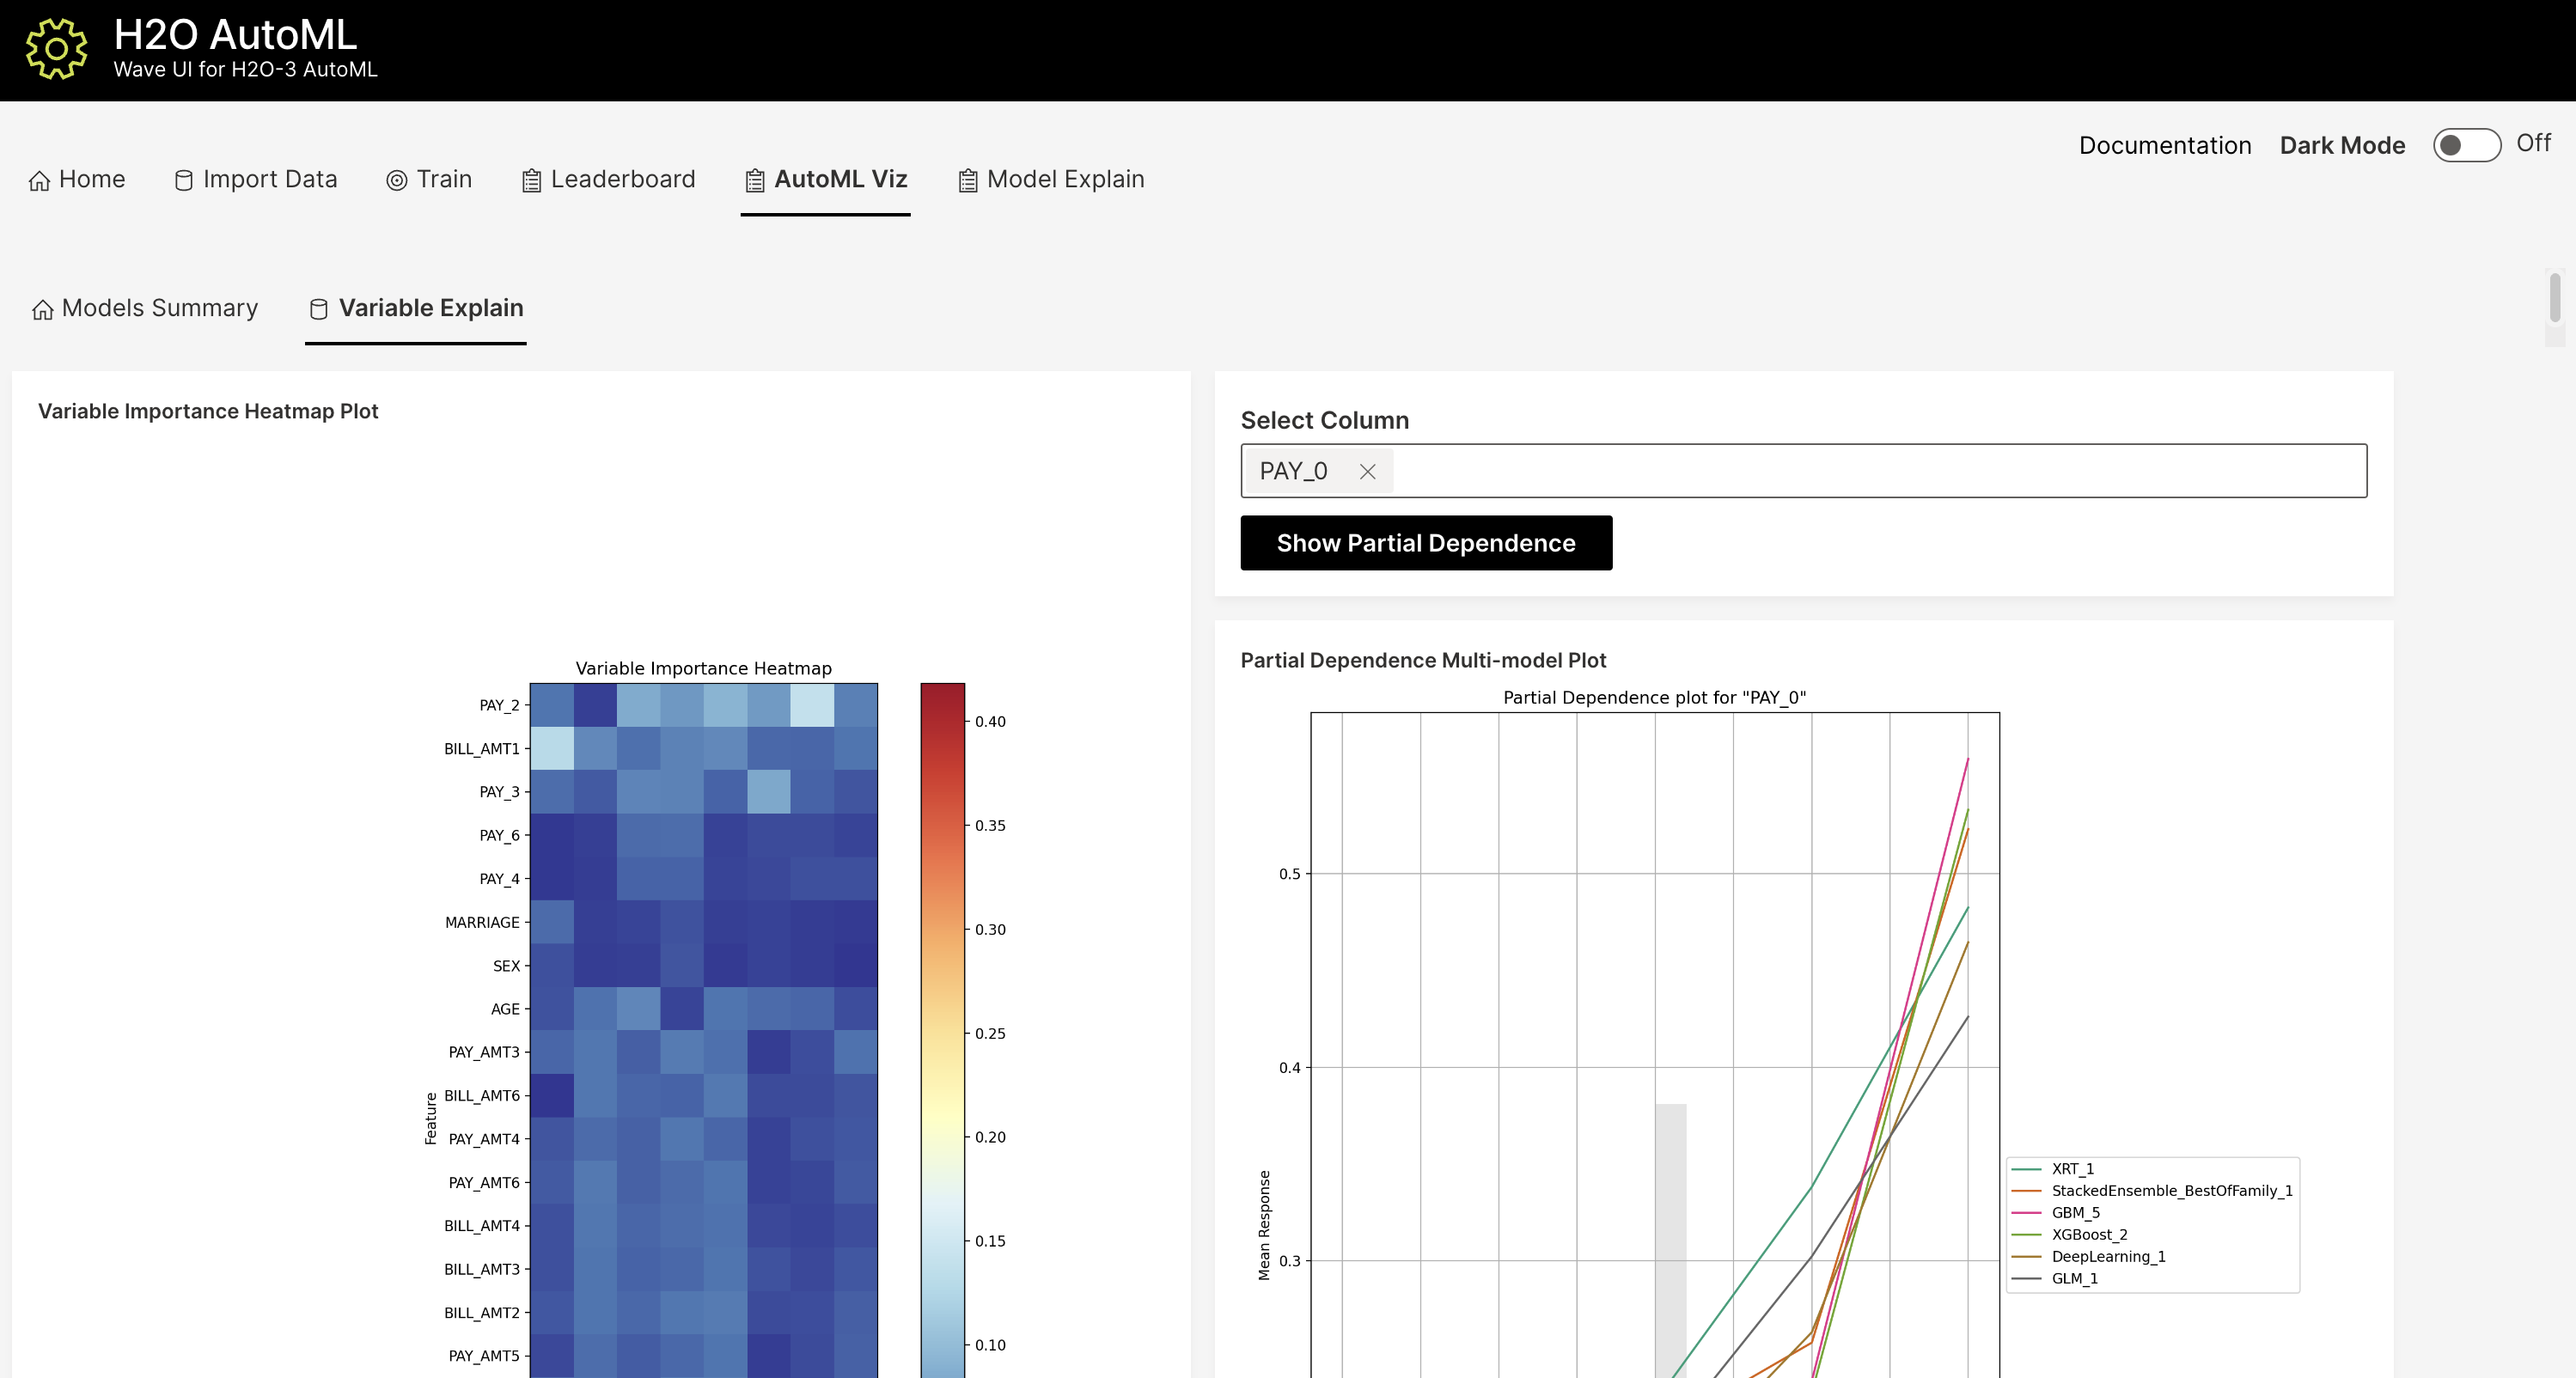 H2O AutoML
Wave UI for H2O-3 AutoML
Documentation Dark Mode Off
Home Import Data Train Leaderboard AutoML Viz Model Explain
Models Summary Variable Explain
Variable Importance Heatmap Plot
Variable Importance Heatmap
PAY_2
BILL_AMT1
PAY_3
PAY_6
PAY_4
MARRIAGE
SEX
AGE
PAY_AMT3
BILL_AMT6
PAY_AMT4
PAY_AMT6
BILL_AMT4
BILL_AMT3
BILL_AMT2
PAY_AMT5
Feature
0.40
0.35
0.30
0.25
0.20
0.15
0.10
Select Column
PAY_0
Show Partial Dependence
Partial Dependence Multi-model Plot
Partial Dependence plot for "PAY_0"
0.5
0.4
0.3
Mean Response
XRT_1
StackedEnsemble_BestOfFamily_1
GBM_5
XGBoost_2
DeepLearning_1
GLM_1